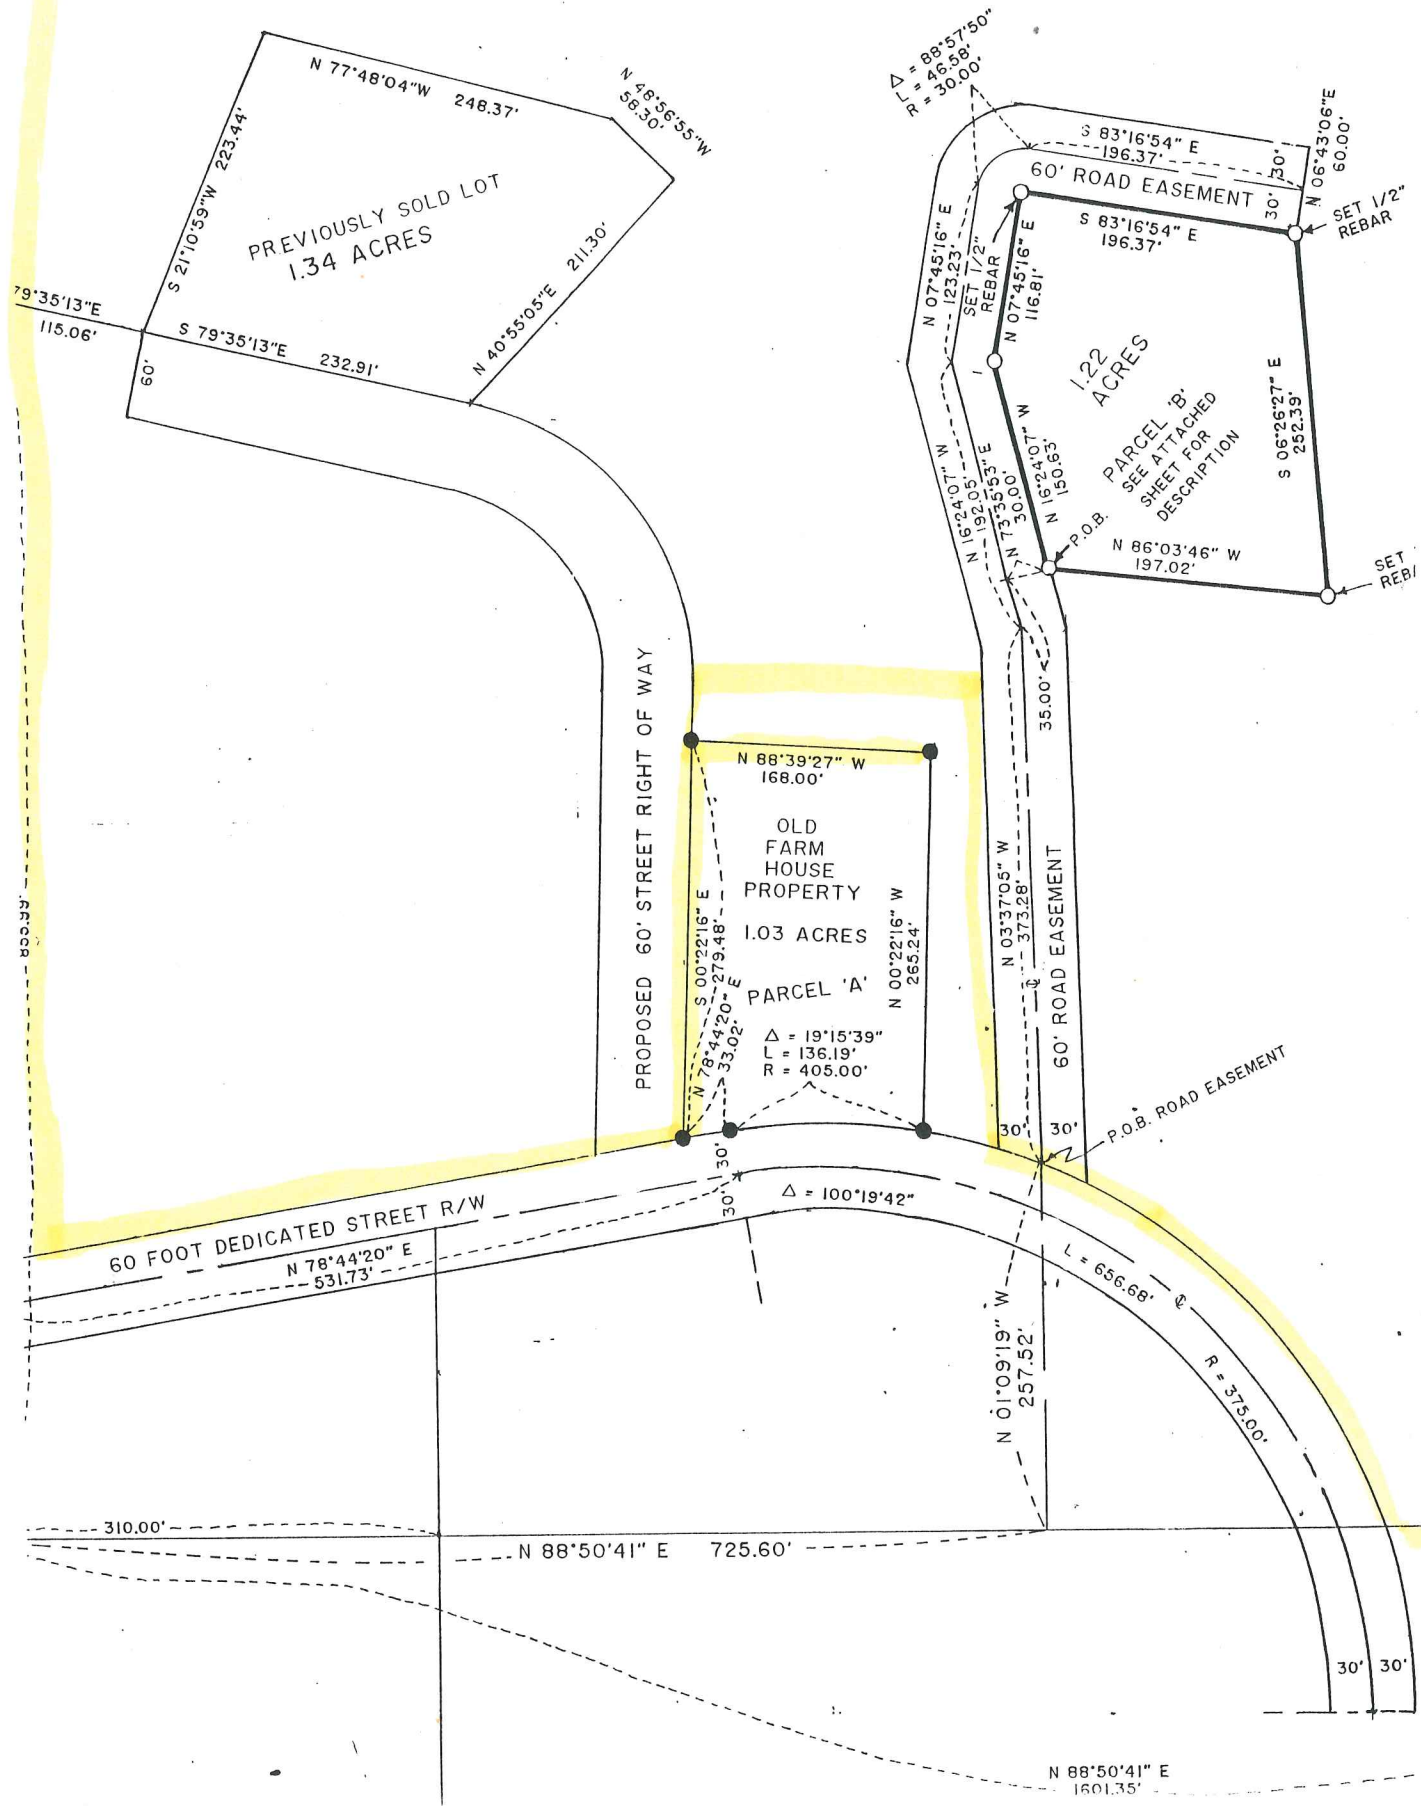 N 77°48'04"W 248.37'
N 48°56'55"W
58.30'
S 21°10'59"W 223.44'
PREVIOUSLY SOLD LOT
1.34 ACRES
N 40°55'05"E 211.30'
79°35'13"E
115.06'
S 79°35'13"E 232.91'
60'
Δ = 88°57'50"
L = 46.58'
R = 30.00'
S 83°16'54" E
196.37'
30'
30'
N 06°43'06"E
60.00'
60' ROAD EASEMENT
SET 1/2"
REBAR
S 83°16'54" E
196.37'
N 07°45'16" E
123.23'
SET 1/2"
REBAR
N 07°45'16" E
116.81'
1.22
ACRES
PARCEL 'B'
SEE ATTACHED
SHEET FOR
DESCRIPTION
S 06°26'27" E
252.39'
N 16°24'07" W
192.05'
N 73°35'53" E
30.00'
N 16°24'07" W
150.63'
P.O.B.
N 86°03'46" W
197.02'
SET
REB
35.00'
PROPOSED 60' STREET RIGHT OF WAY
N 88°39'27" W
168.00'
OLD
FARM
HOUSE
PROPERTY
1.03 ACRES
PARCEL 'A'
S 00°22'16" E
279.48'
N 78°44'20" E
33.02'
N 00°22'16" W
265.24'
Δ = 19°15'39"
L = 136.19'
R = 405.00'
N 03°37'05" W
373.28'
℄
60' ROAD EASEMENT
30'
30'
P.O.B. ROAD EASEMENT
30'
30'
60 FOOT DEDICATED STREET R/W
N 78°44'20" E
531.73'
Δ = 100°19'42"
L = 656.68'
℄
R = 375.00'
N 01°09'19" W
257.52'
310.00'
N 88°50'41" E 725.60'
30'
30'
N 88°50'41" E
1601.35'